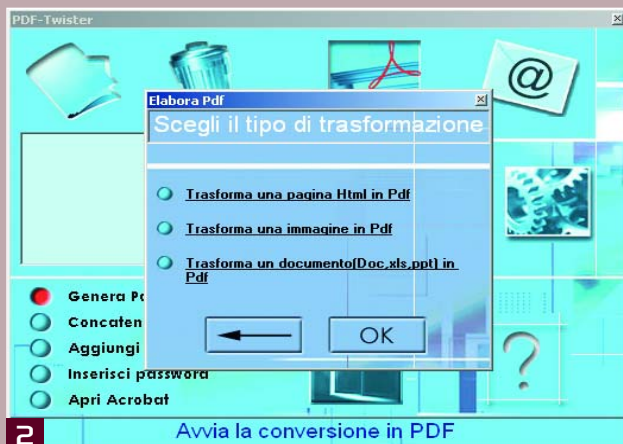 PDF-Twister
@
Elabora Pdf
Scegli il tipo di trasformazione
Trasforma una pagina Html in Pdf
Trasforma una immagine in Pdf
Trasforma un documento(Doc,xls,ppt) in
Pdf
OK
Genera
Aggiungi
Inserisci password
Apri Acrobat
?
2
Avvia la conversione in PDF